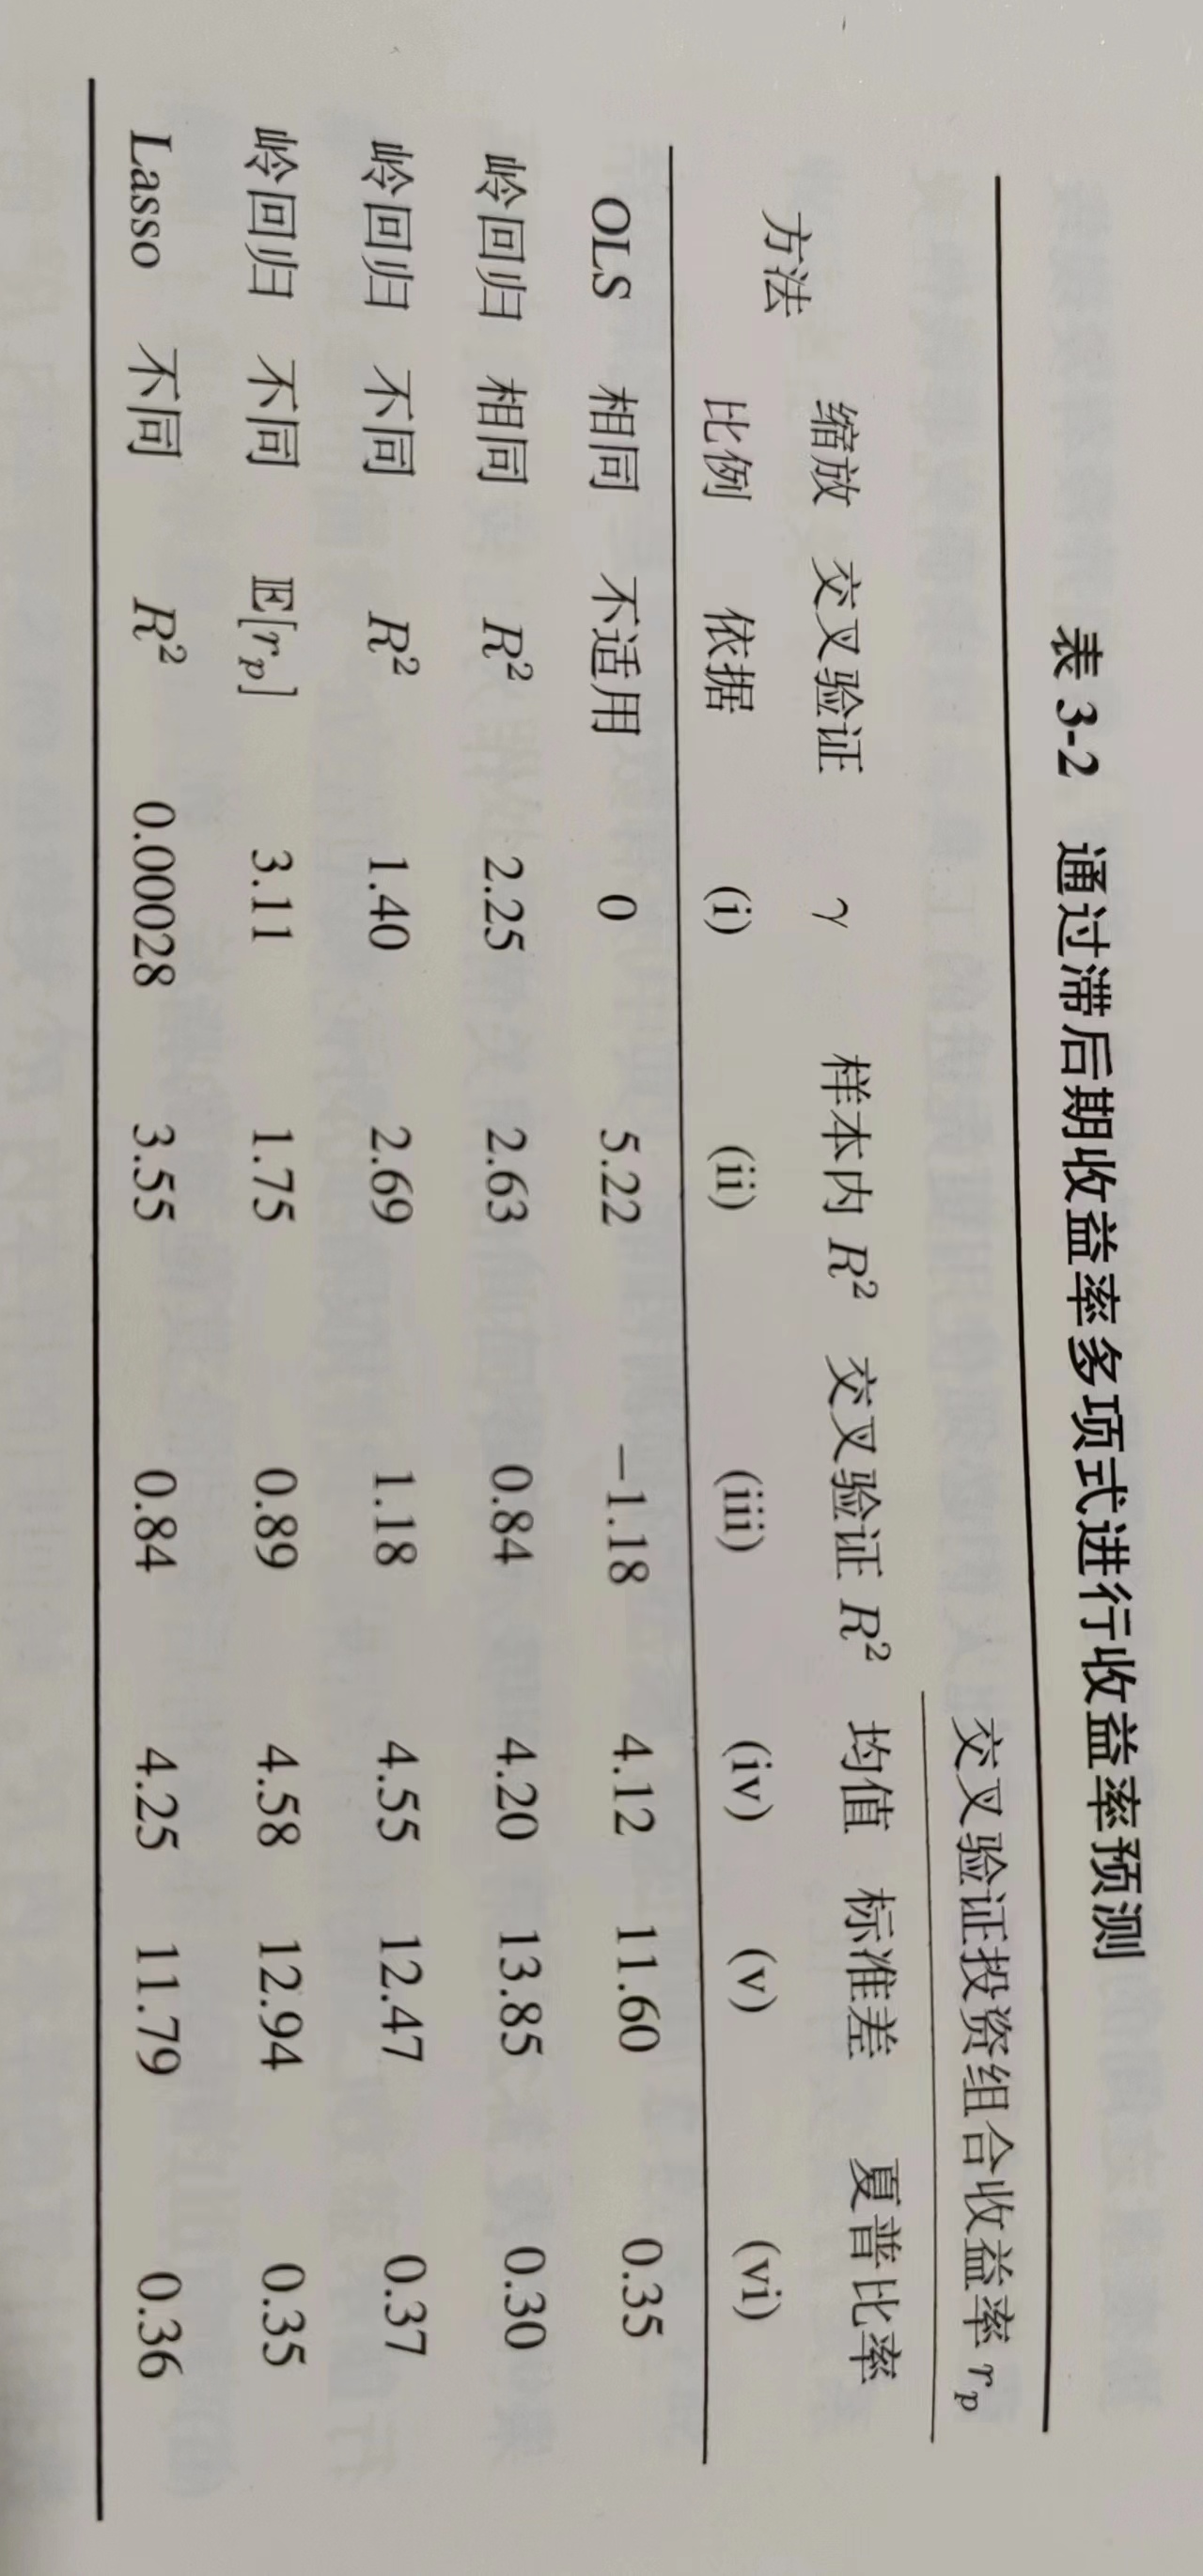 表 3-2 通过滞后期收益率多项式进行收益率预测
交叉验证投资组合收益率 r_p
方法 缩放比例 交叉验证依据 γ 样本内 R² 交叉验证 R² 均值 标准差 夏普比率
(i) (ii) (iii) (iv) (v) (vi)
OLS 相同 不适用 0 5.22 −1.18 4.12 11.60 0.35
岭回归 相同 R² 2.25 2.63 0.84 4.20 13.85 0.30
岭回归 不同 R² 1.40 2.69 1.18 4.55 12.47 0.37
岭回归 不同 𝔼[r_p] 3.11 1.75 0.89 4.58 12.94 0.35
Lasso 不同 R² 0.00028 3.55 0.84 4.25 11.79 0.36